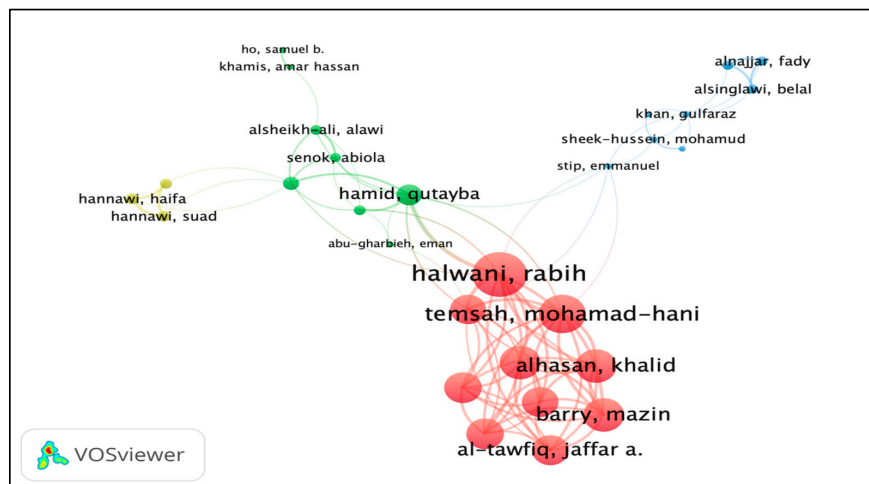 ho, samuel b.
khamis, amar hassan
alnajjar, fady
alsinglawi, belal
alsheikh-ali, alawi
khan, gulfaraz
senok, abiola
sheek-hussein, mohamud
stip, emmanuel
hannawi, haifa
hamid, qutayba
hannawi, suad
abu-gharbieh, eman
halwani, rabih
temsah, mohamad-hani
alhasan, khalid
barry, mazin
al-tawfiq, jaffar a.
VOSviewer